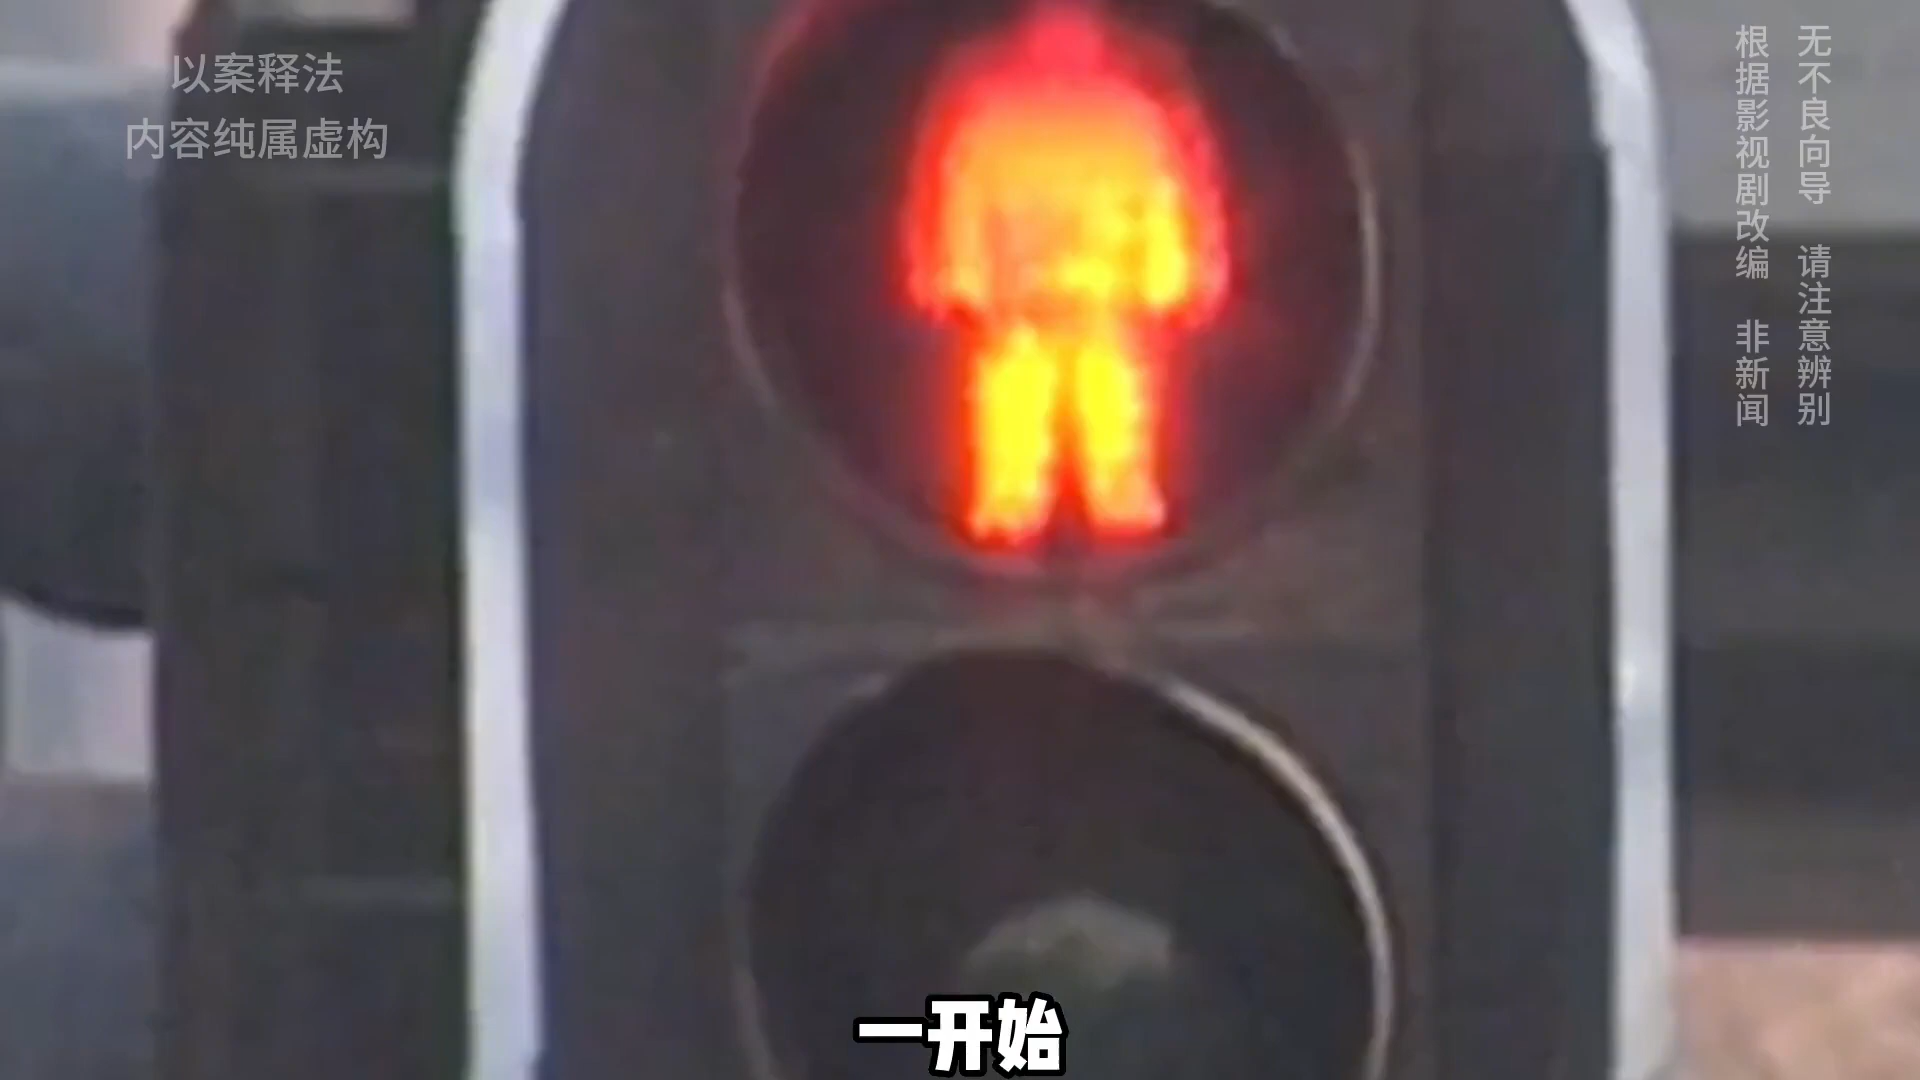 以案释法
内容纯属虚构
无不良向导 请注意辨别
根据影视剧改编 非新闻
一开始